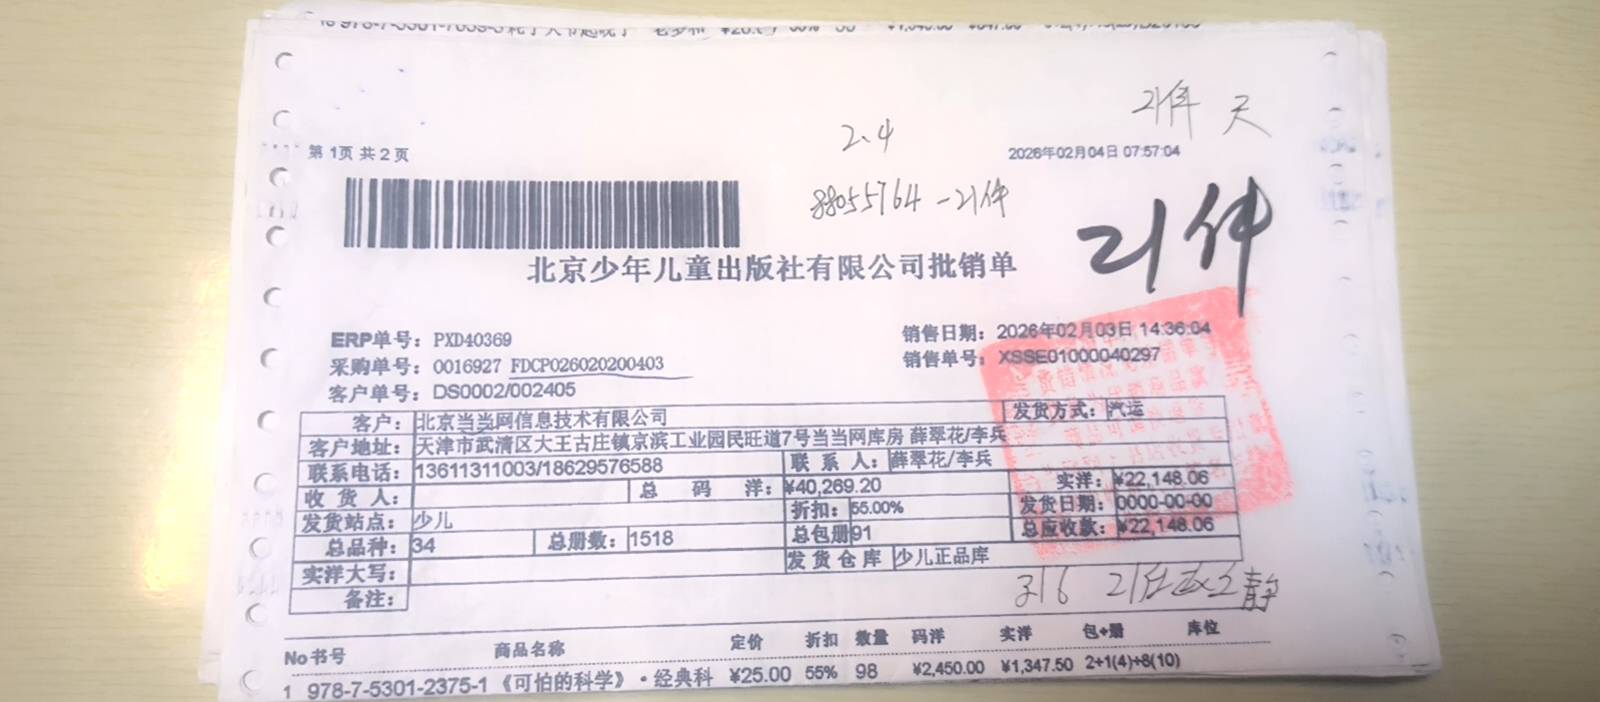 21件 天
2.4
第 1页 共 2 页
2026年02月04日 07:57:04
88055764 -21件
21件
北京少年儿童出版社有限公司批销单
ERP单号： PXD40369
销售日期： 2026年02月03日 14:36:04
采购单号： 0016927 FDCP026020200403
销售单号： XSSE01000040297
客户单号： DS0002/002405
客户： 北京当当网信息技术有限公司 发货方式： 汽运
客户地址： 天津市武清区大王古庄镇京滨工业园民旺道7号当当网库房 薛翠花/李兵
联系电话： 13611311003/18629576588 联 系 人： 薛翠花/李兵
收 货 人： 总 码 洋： ¥40,269.20 实洋： ¥22,148.06
发货站点： 少儿 折扣： 55.00% 发货日期： 0000-00-00
总品种： 34 总册数： 1518 总包册 91 总应收款： ¥22,148.06
实洋大写： 发 货 仓 库 少儿正品库
备注：
316 21件
No 书号 商品名称 定价 折扣 数量 码洋 实洋 包+册 库位
1 978-7-5301-2375-1 《可怕的科学》·经典科 ¥25.00 55% 98 ¥2,450.00 ¥1,347.50 2+1(4)+8(10)